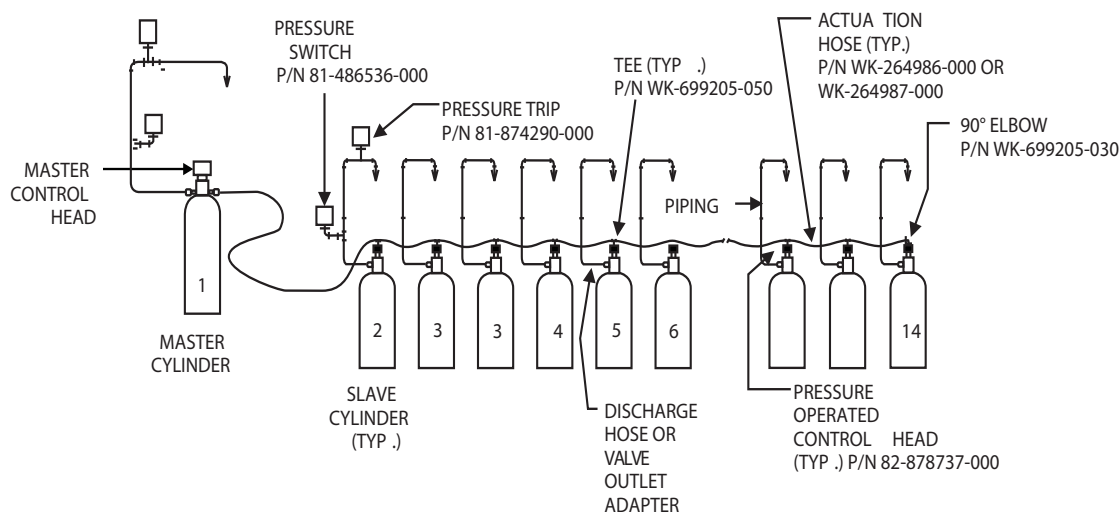 PRESSURE
SWITCH
P/N 81-486536-000
PRESSURE TRIP
P/N 81-874290-000
TEE (TYP .)
P/N WK-699205-050
ACTUA TION
HOSE (TYP.)
P/N WK-264986-000 OR
WK-264987-000
90° ELBOW
P/N WK-699205-030
MASTER
CONTROL
HEAD
PIPING
1
2
3
3
4
5
6
14
MASTER
CYLINDER
SLAVE
CYLINDER
(TYP .)
DISCHARGE
HOSE OR
VALVE
OUTLET
ADAPTER
PRESSURE
OPERATED
CONTROL HEAD
(TYP .) P/N 82-878737-000